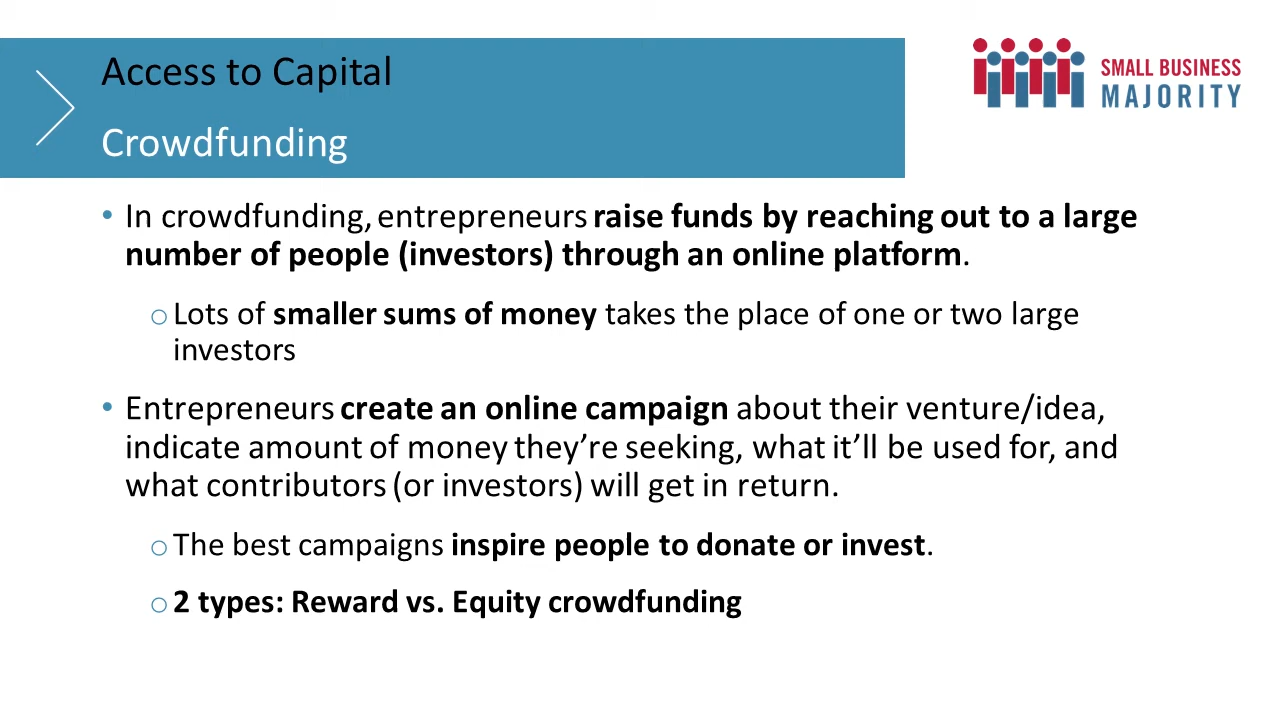 Access to Capital
Crowdfunding
SMALL BUSINESS
MAJORITY
• In crowdfunding, entrepreneurs raise funds by reaching out to a large
number of people (investors) through an online platform.
o Lots of smaller sums of money takes the place of one or two large
investors
• Entrepreneurs create an online campaign about their venture/idea,
indicate amount of money they’re seeking, what it’ll be used for, and
what contributors (or investors) will get in return.
o The best campaigns inspire people to donate or invest.
o 2 types: Reward vs. Equity crowdfunding